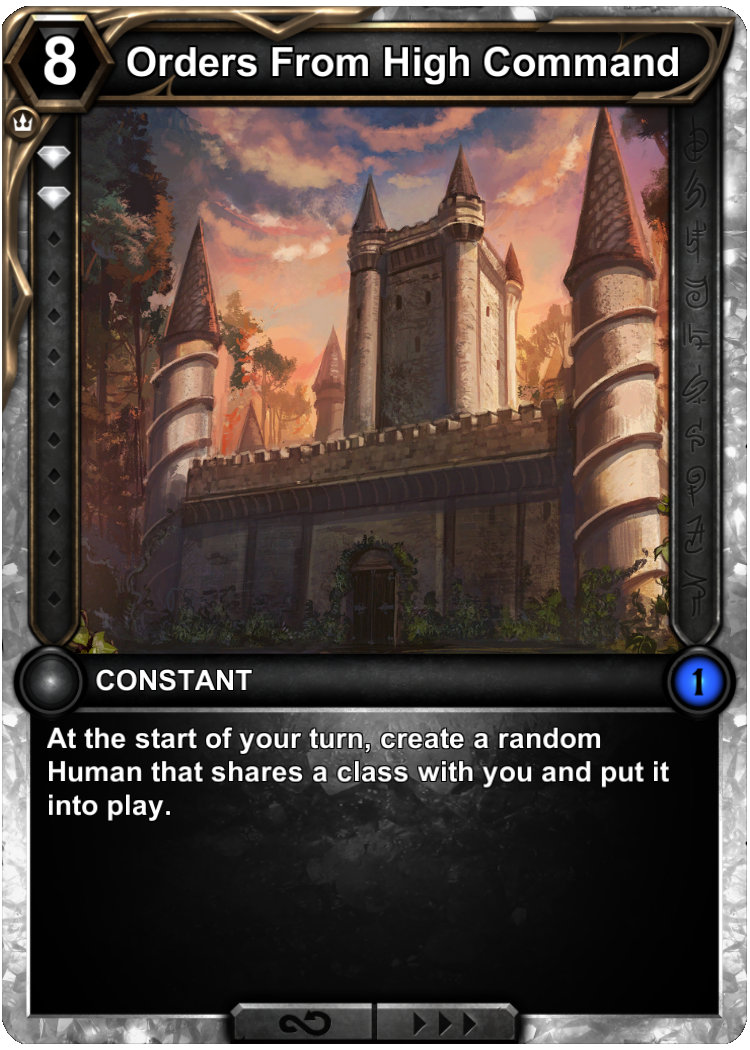 8
Orders From High Command
CONSTANT
1
At the start of your turn, create a random
Human that shares a class with you and put it
into play.